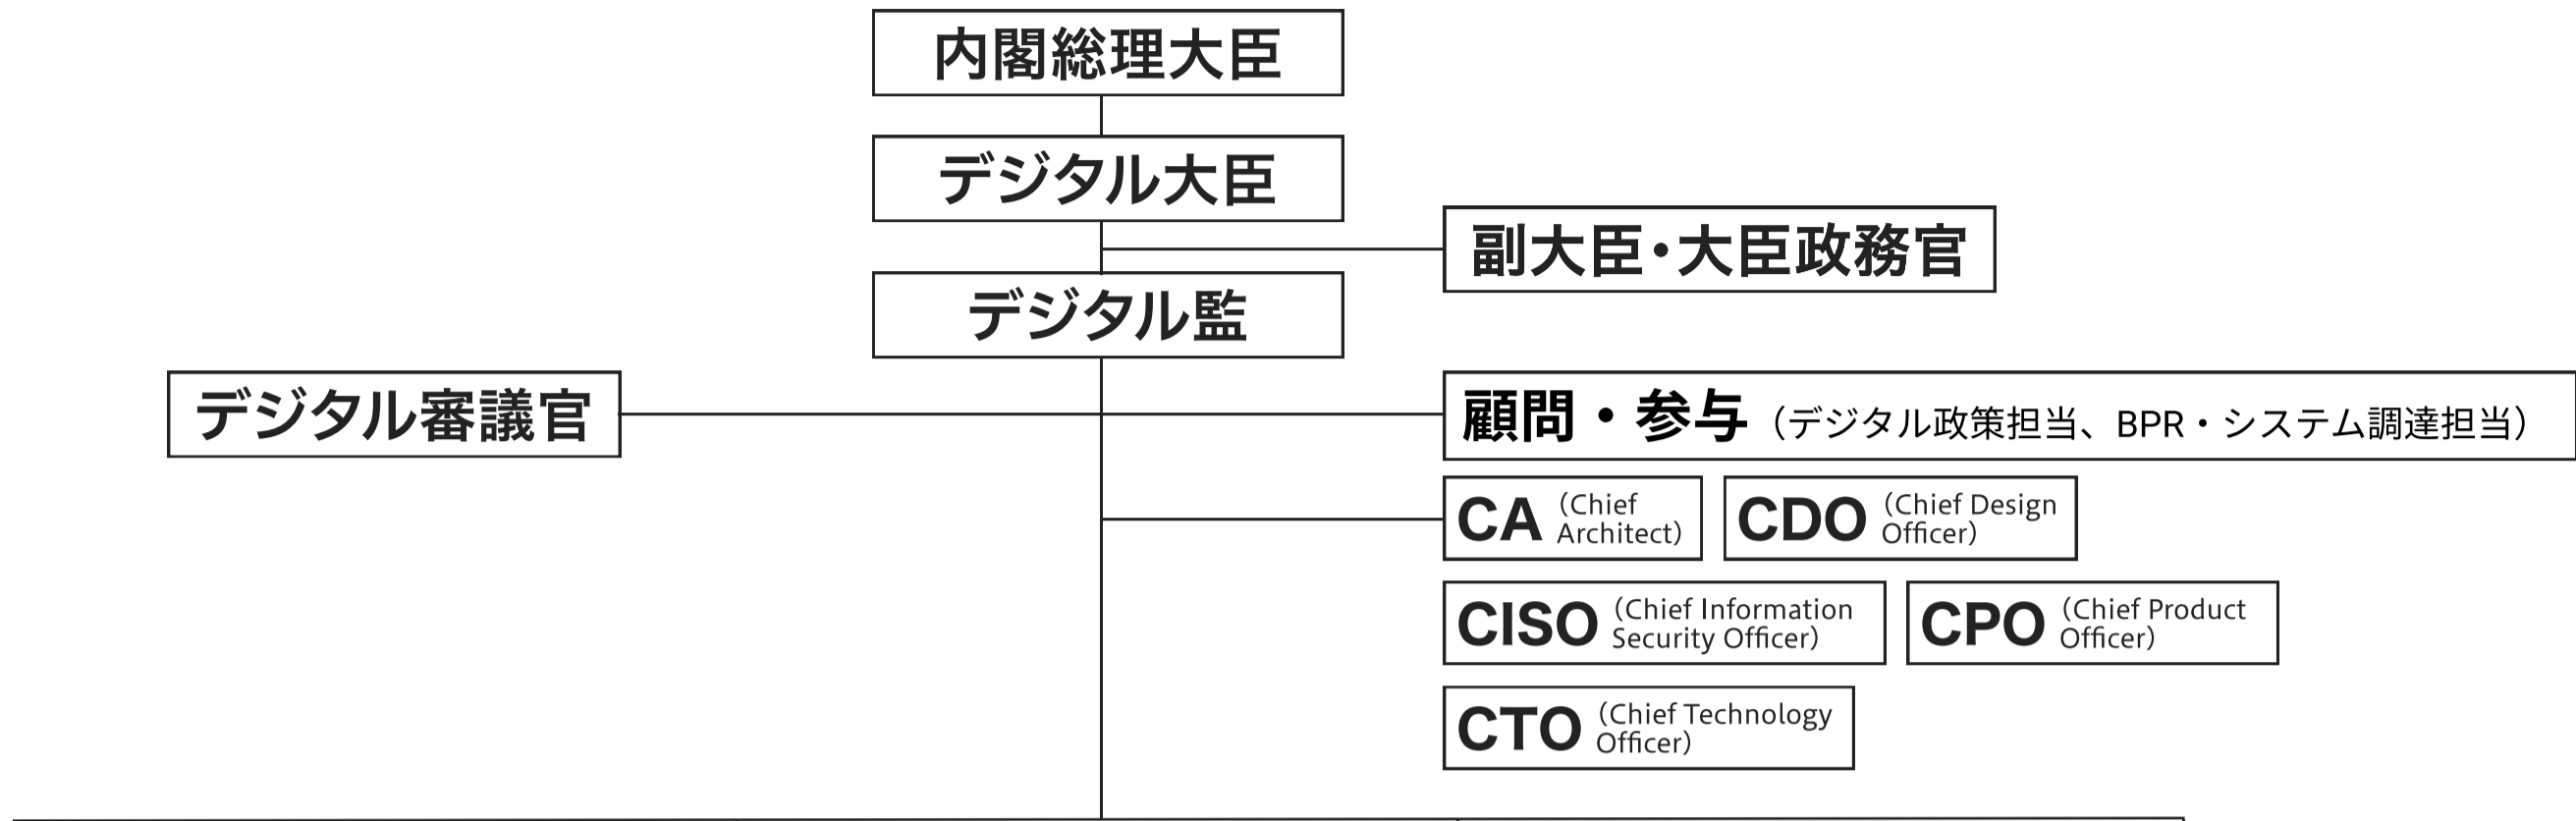 内閣総理大臣
デジタル大臣
副大臣・大臣政務官
デジタル監
デジタル審議官
顧問・参与（デジタル政策担当、BPR・システム調達担当）
CA（Chief
Architect）
CDO（Chief Design
Officer）
CISO（Chief Information
Security Officer）
CPO（Chief Product
Officer）
CTO（Chief Technology
Officer）